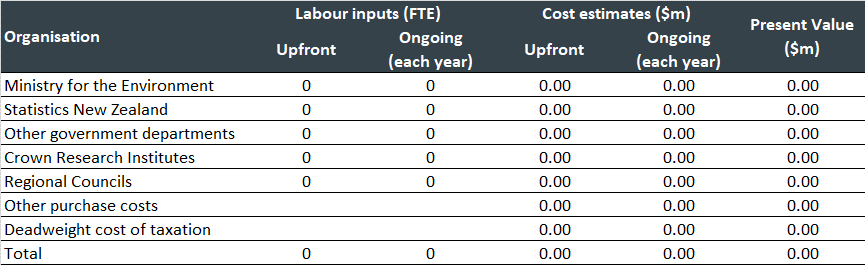 Organisation Labour inputs (FTE) Cost estimates ($m) Present Value ($m)
Upfront Ongoing (each year) Upfront Ongoing (each year)
Ministry for the Environment 0 0 0.00 0.00 0.00
Statistics New Zealand 0 0 0.00 0.00 0.00
Other government departments 0 0 0.00 0.00 0.00
Crown Research Institutes 0 0 0.00 0.00 0.00
Regional Councils 0 0 0.00 0.00 0.00
Other purchase costs 0.00 0.00 0.00
Deadweight cost of taxation 0.00 0.00 0.00
Total 0 0 0.00 0.00 0.00